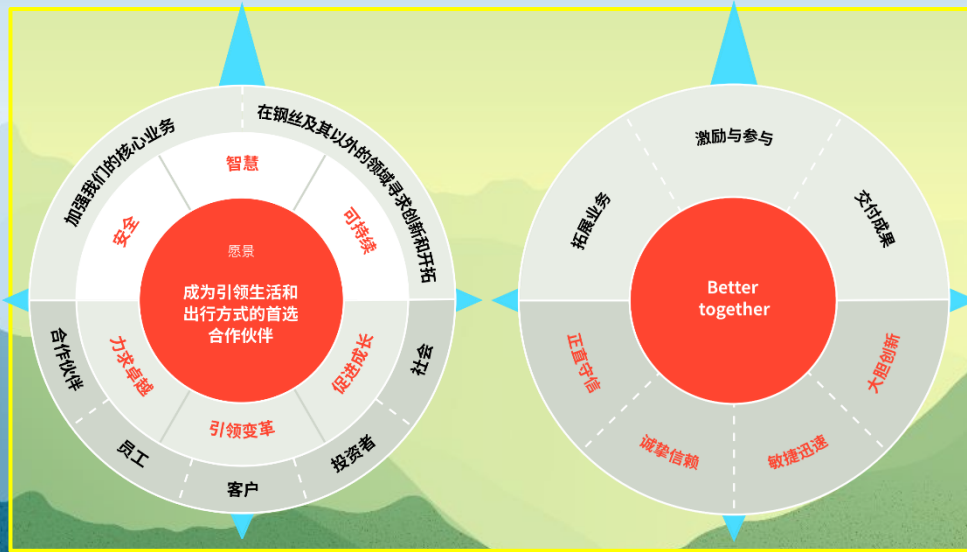 加强我们的核心业务
在钢丝及其以外的领域寻求创新和开拓
安全
智慧
可持续
愿景
成为引领生活和
出行方式的首选
合作伙伴
力求卓越
引领变革
促进成长
合作伙伴
员工
客户
投资者
社会
拓展业务
激励与参与
交付成果
Better
together
正直守信
诚挚信赖
敏捷迅速
大胆创新